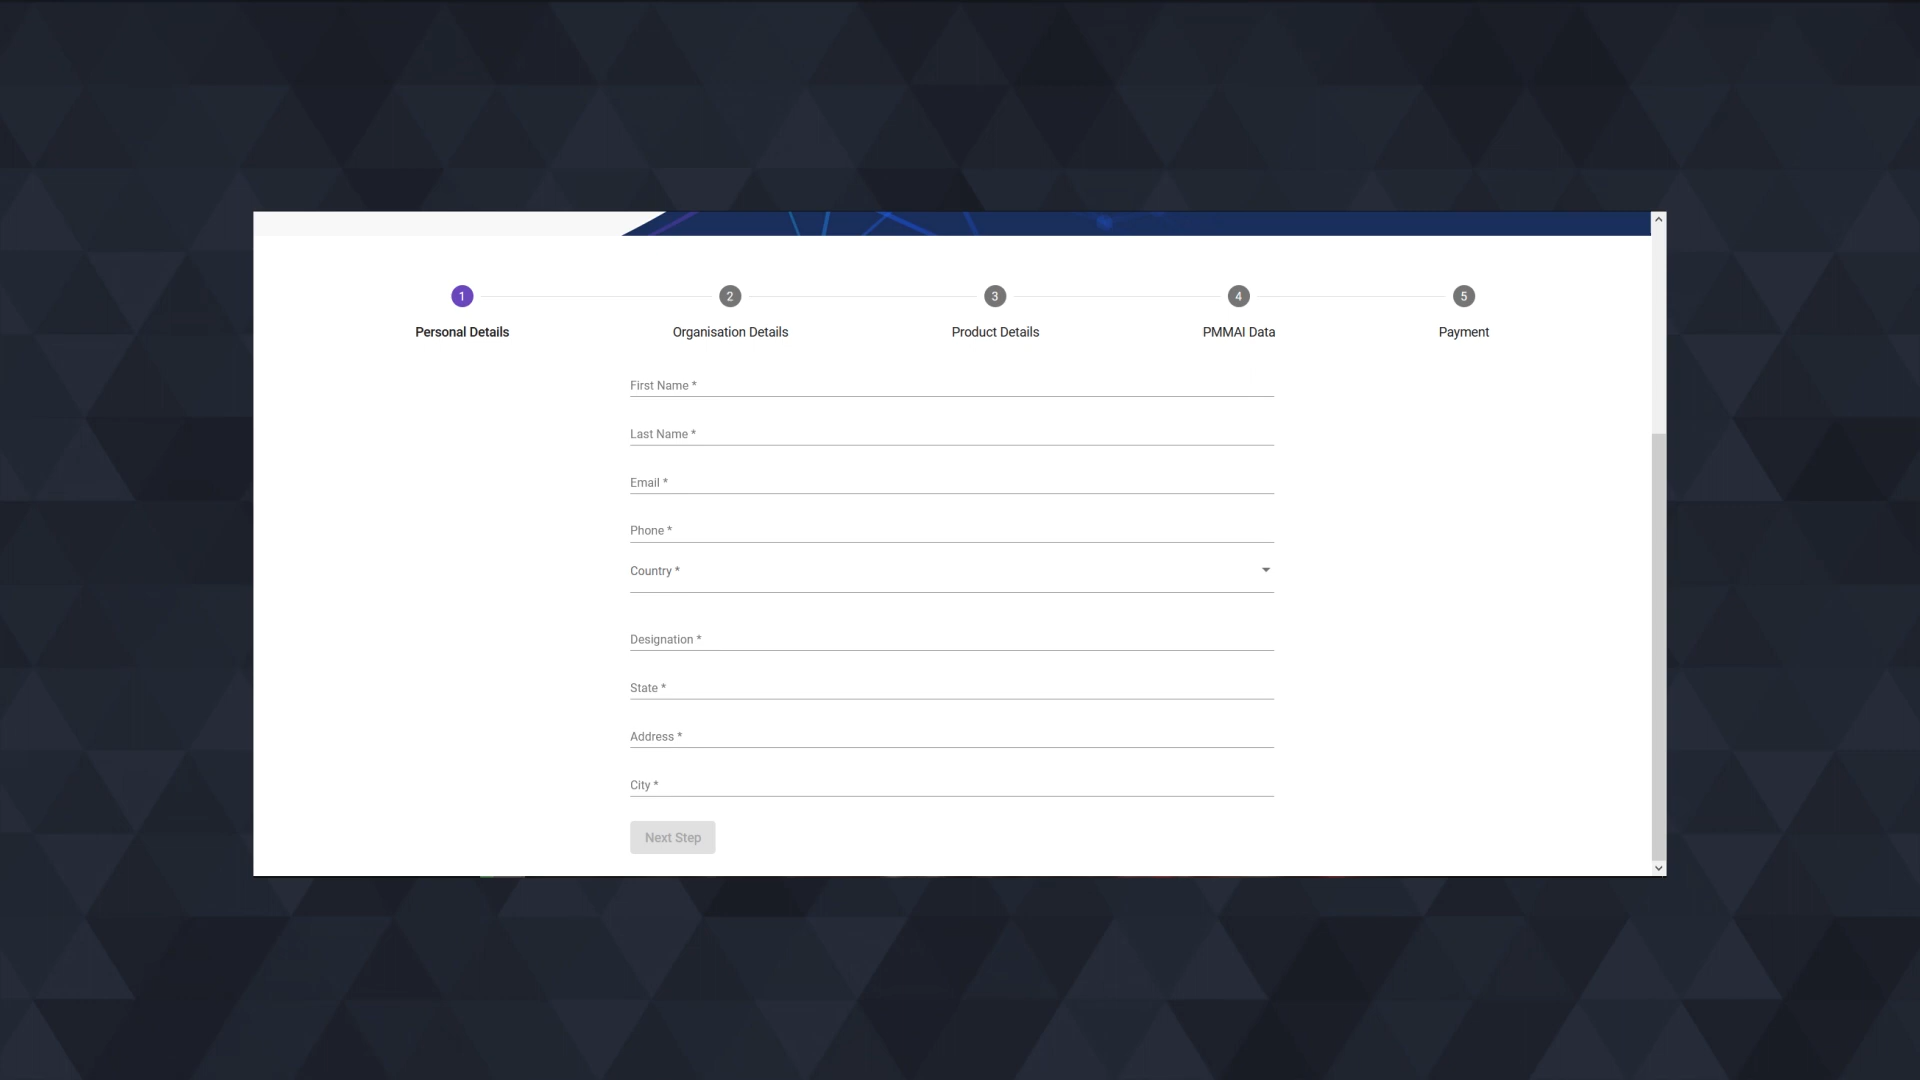 1 2 3 4 5
Personal Details Organisation Details Product Details PMMAI Data Payment
First Name *
Last Name *
Email *
Phone *
Country *
Designation *
State *
Address *
City *
Next Step